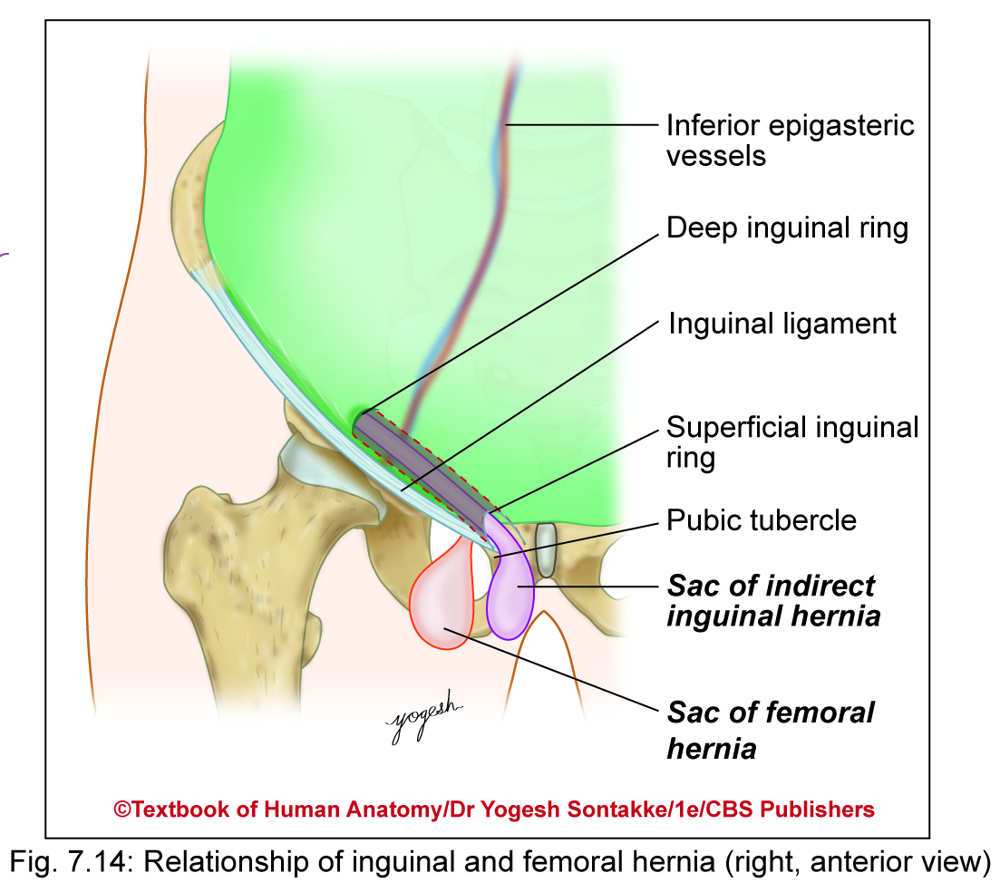 Inferior epigasteric
vessels
Deep inguinal ring
Inguinal ligament
Superficial inguinal
ring
Pubic tubercle
Sac of indirect
inguinal hernia
Sac of femoral
hernia
yogesh
©Textbook of Human Anatomy/Dr Yogesh Sontakke/1e/CBS Publishers
Fig. 7.14: Relationship of inguinal and femoral hernia (right, anterior view)